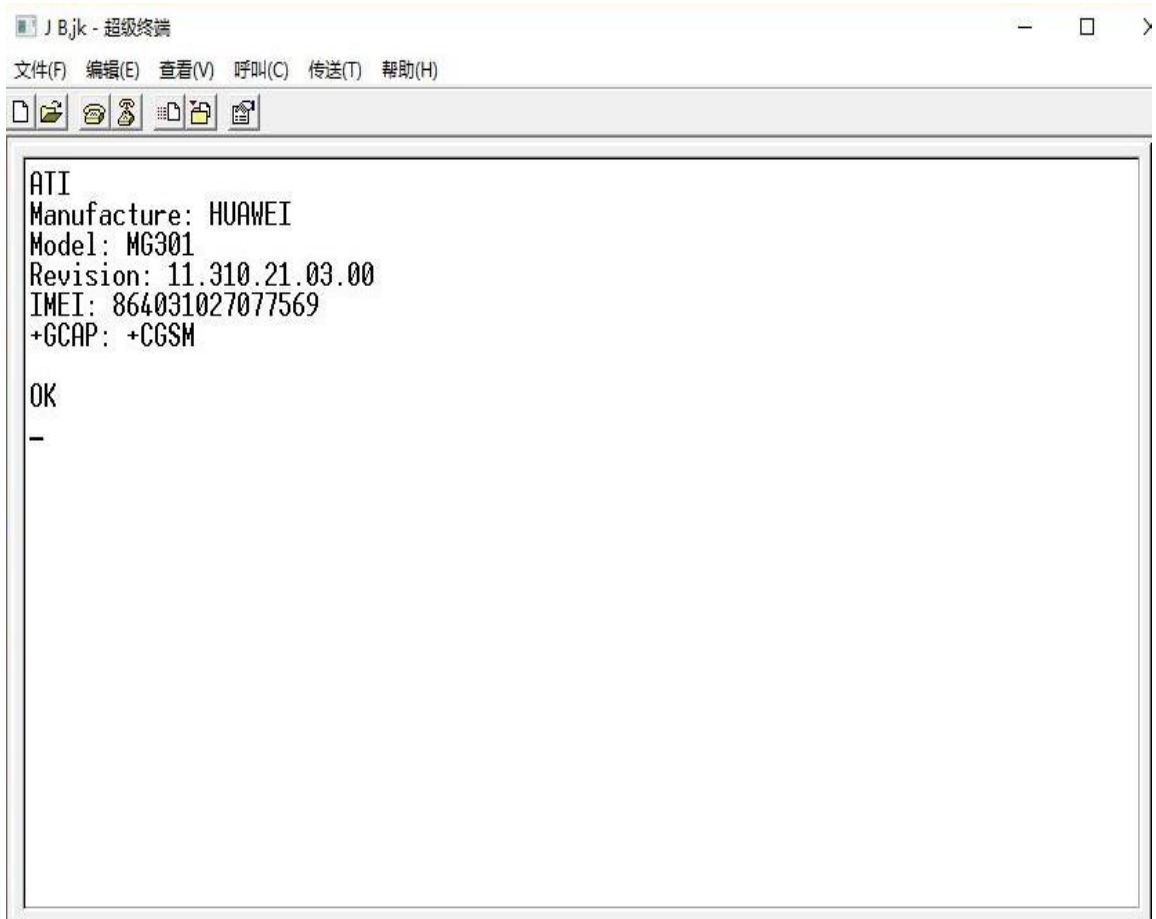 J B,jk - 超级终端
文件(F) 编辑(E) 查看(V) 呼叫(C) 传送(T) 帮助(H)
ATI
Manufacture: HUAWEI
Model: MG301
Revision: 11.310.21.03.00
IMEI: 864031027077569
+GCAP: +CGSM
OK